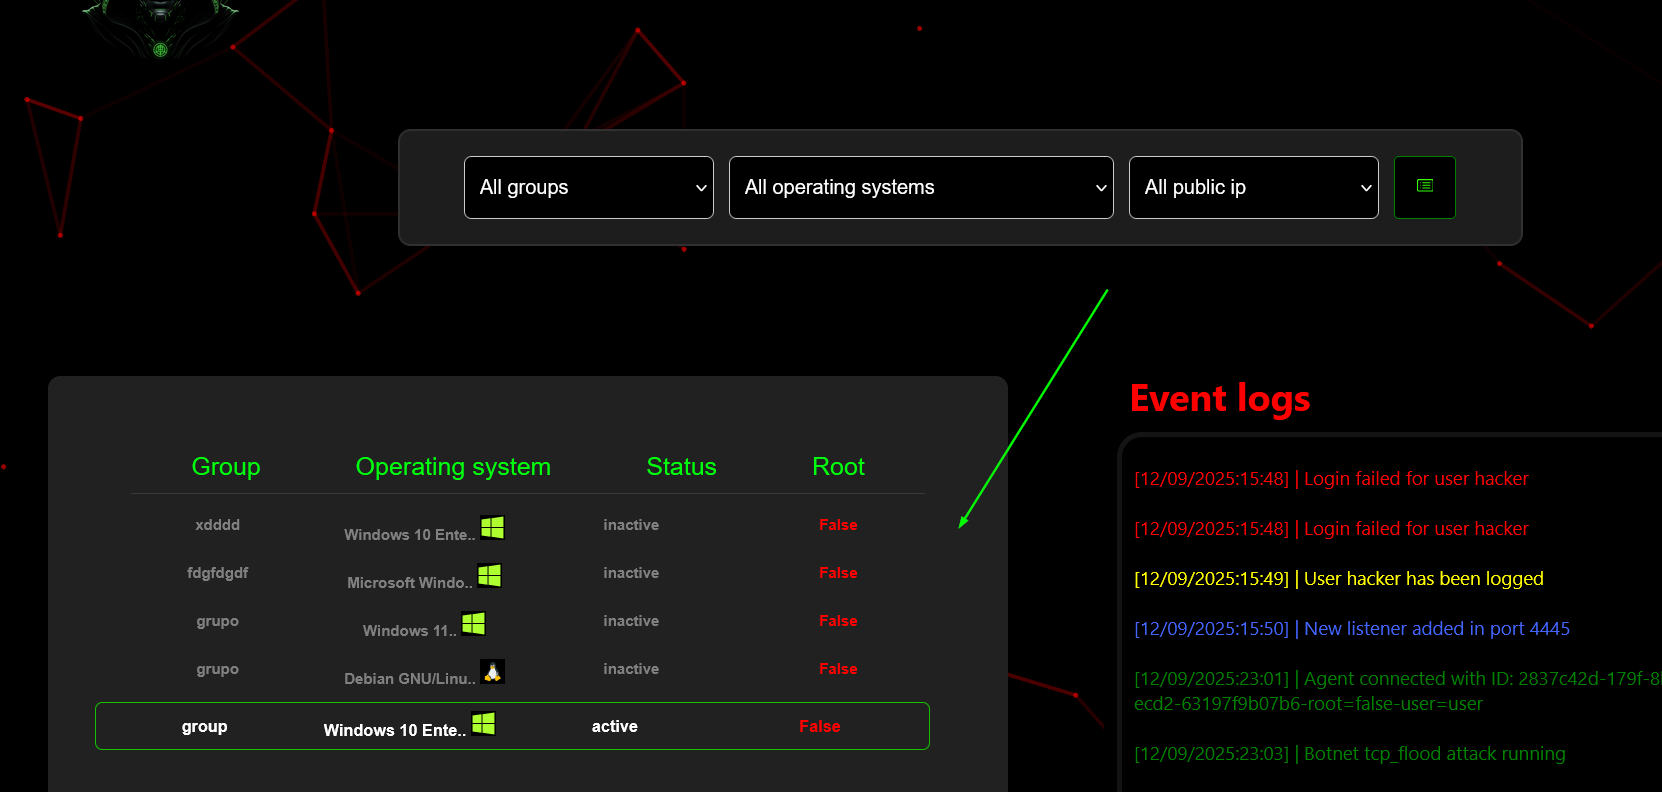 All groups
All operating systems
All public ip
Group Operating system Status Root
xdddd Windows 10 Ente.. inactive False
fdgfdgdf Microsoft Windo.. inactive False
grupo Windows 11.. inactive False
grupo Debian GNU/Linu.. inactive False
group Windows 10 Ente.. active False
Event logs
[12/09/2025:15:48] | Login failed for user hacker
[12/09/2025:15:48] | Login failed for user hacker
[12/09/2025:15:49] | User hacker has been logged
[12/09/2025:15:50] | New listener added in port 4445
[12/09/2025:23:01] | Agent connected with ID: 2837c42d-179f-8
ecd2-63197f9b07b6-root=false-user=user
[12/09/2025:23:03] | Botnet tcp_flood attack running